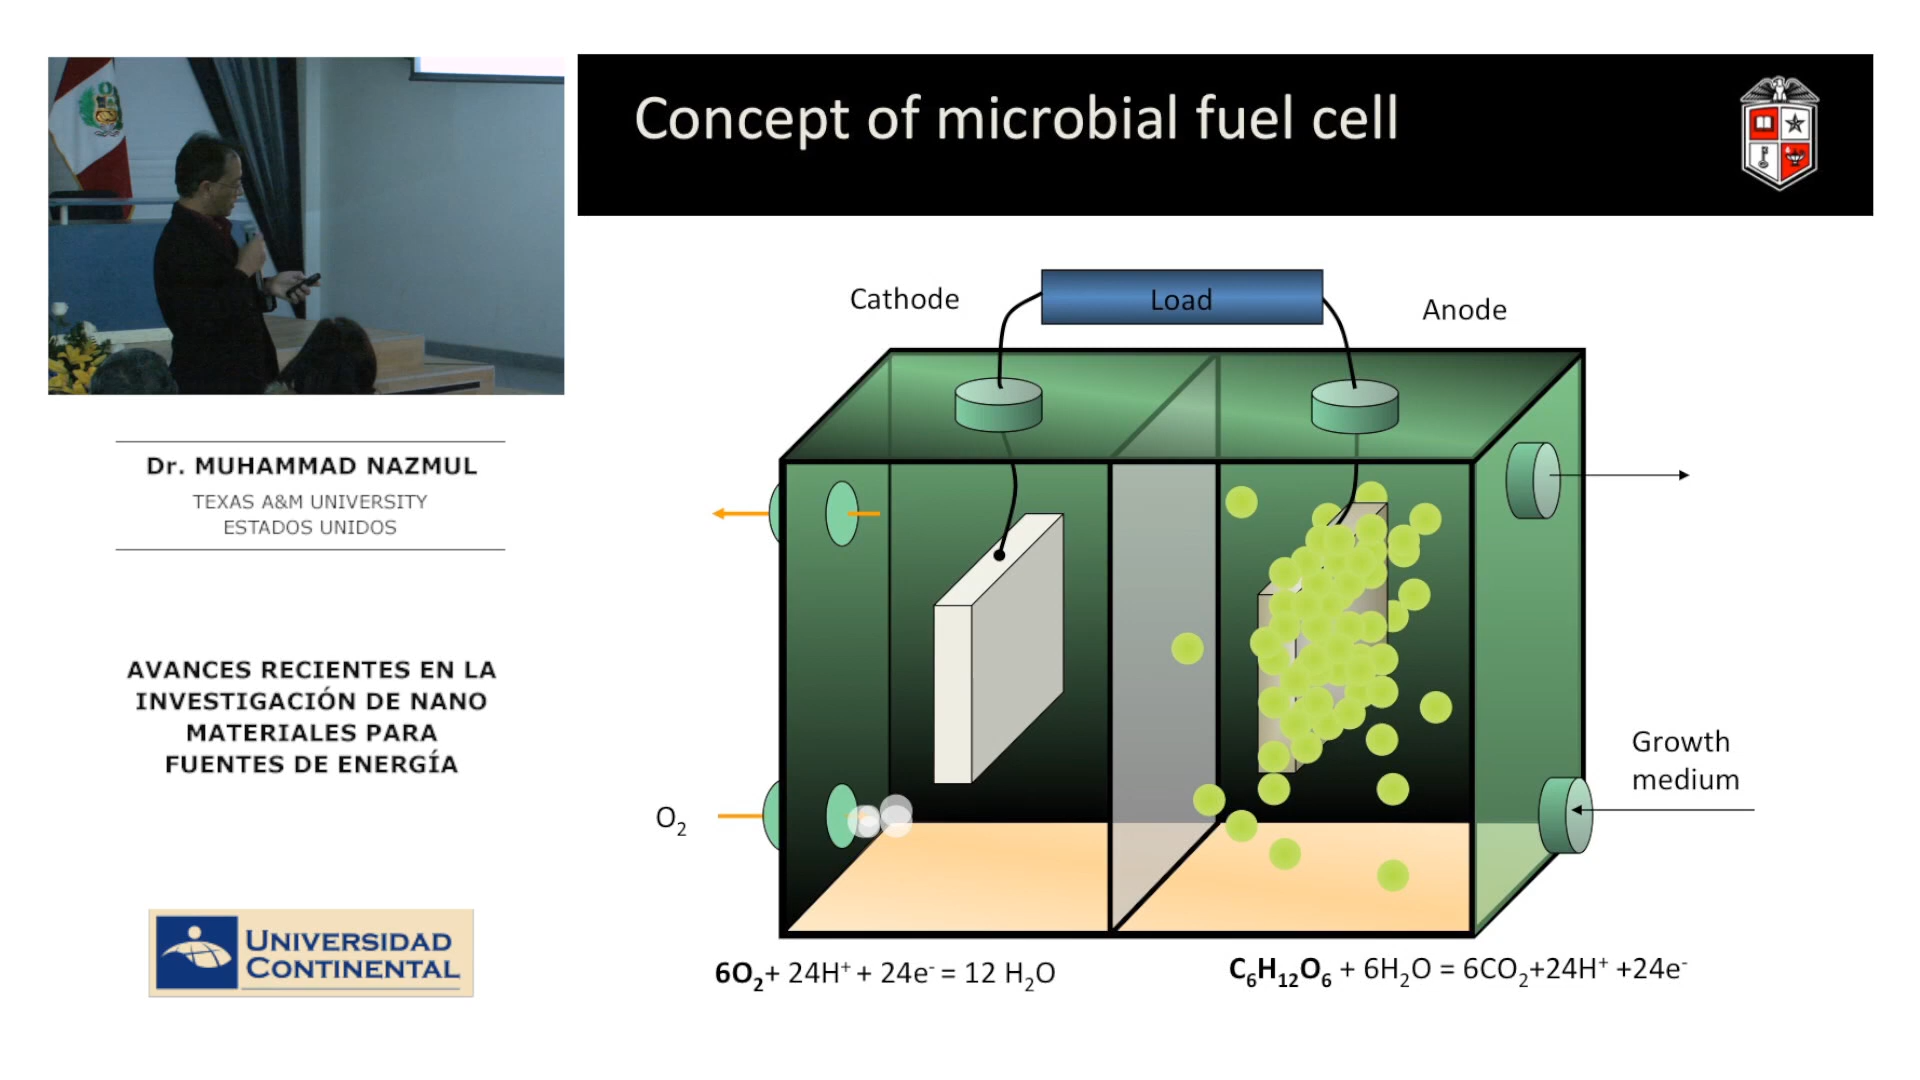 Concept of microbial fuel cell
Dr. MUHAMMAD NAZMUL
TEXAS A&M UNIVERSITY
ESTADOS UNIDOS
AVANCES RECIENTES EN LA
INVESTIGACIÓN DE NANO
MATERIALES PARA
FUENTES DE ENERGÍA
UNIVERSIDAD
CONTINENTAL
Cathode
Load
Anode
Growth
medium
O₂
6O₂+ 24H⁺ + 24e⁻ = 12 H₂O
C₆H₁₂O₆ + 6H₂O = 6CO₂+24H⁺ +24e⁻